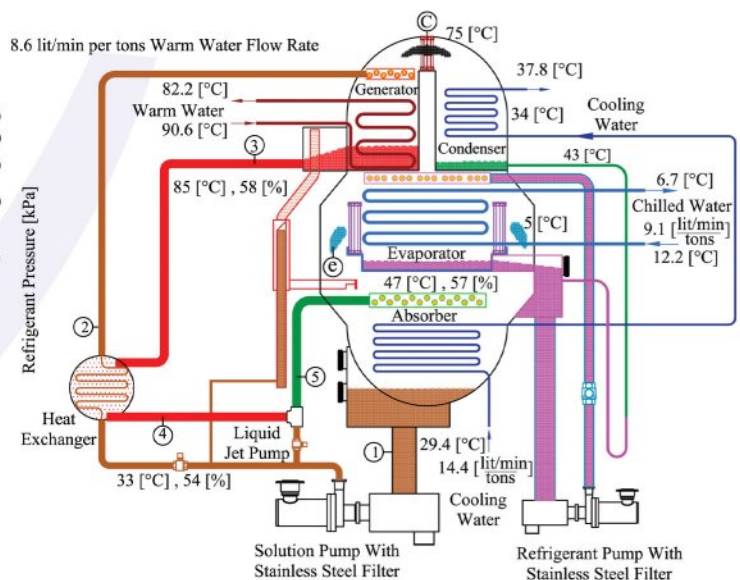 8.6 lit/min per tons Warm Water Flow Rate
C
75 [°C]
Generator
82.2 [°C]
Warm Water
90.6 [°C]
37.8 [°C]
34 [°C]
Condenser
Cooling
Water
43 [°C]
3
85 [°C] , 58 [%]
6.7 [°C]
Chilled Water
9.1 [lit/min
tons]
12.2 [°C]
5 [°C]
e
Evaporator
47 [°C] , 57 [%]
Absorber
Refrigerant Pressure [kPa]
2
5
Heat
Exchanger
4
Liquid
Jet Pump
1
29.4 [°C]
14.4 [lit/min
tons]
Cooling
Water
33 [°C] , 54 [%]
Solution Pump With
Stainless Steel Filter
Refrigerant Pump With
Stainless Steel Filter